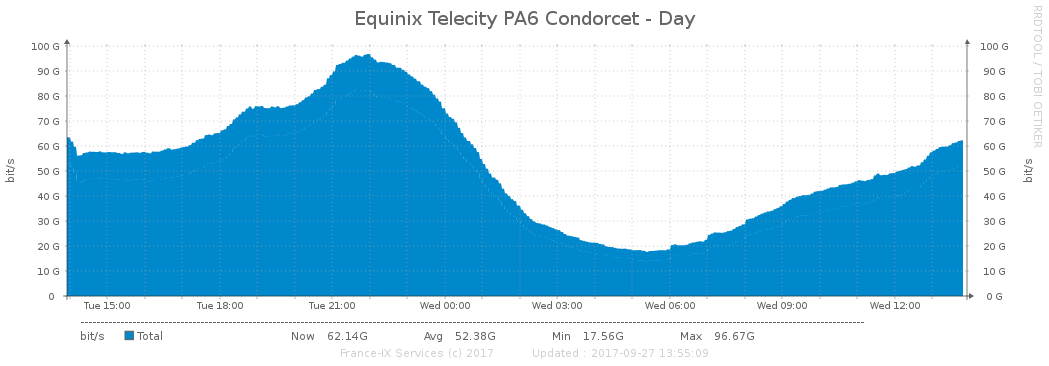 Equinix Telecity PA6 Condorcet - Day
RRDTOOL / TOBI OETIKER
100 G 100 G
90 G 90 G
80 G 80 G
70 G 70 G
60 G 60 G
50 G 50 G
40 G 40 G
30 G 30 G
20 G 20 G
10 G 10 G
0 0 G
bit/s bit/s
Tue 15:00 Tue 18:00 Tue 21:00 Wed 00:00 Wed 03:00 Wed 06:00 Wed 09:00 Wed 12:00
bit/s Total Now 62.14G Avg 52.38G Min 17.56G Max 96.67G
France-IX Services (c) 2017 Updated : 2017-09-27 13:55:09